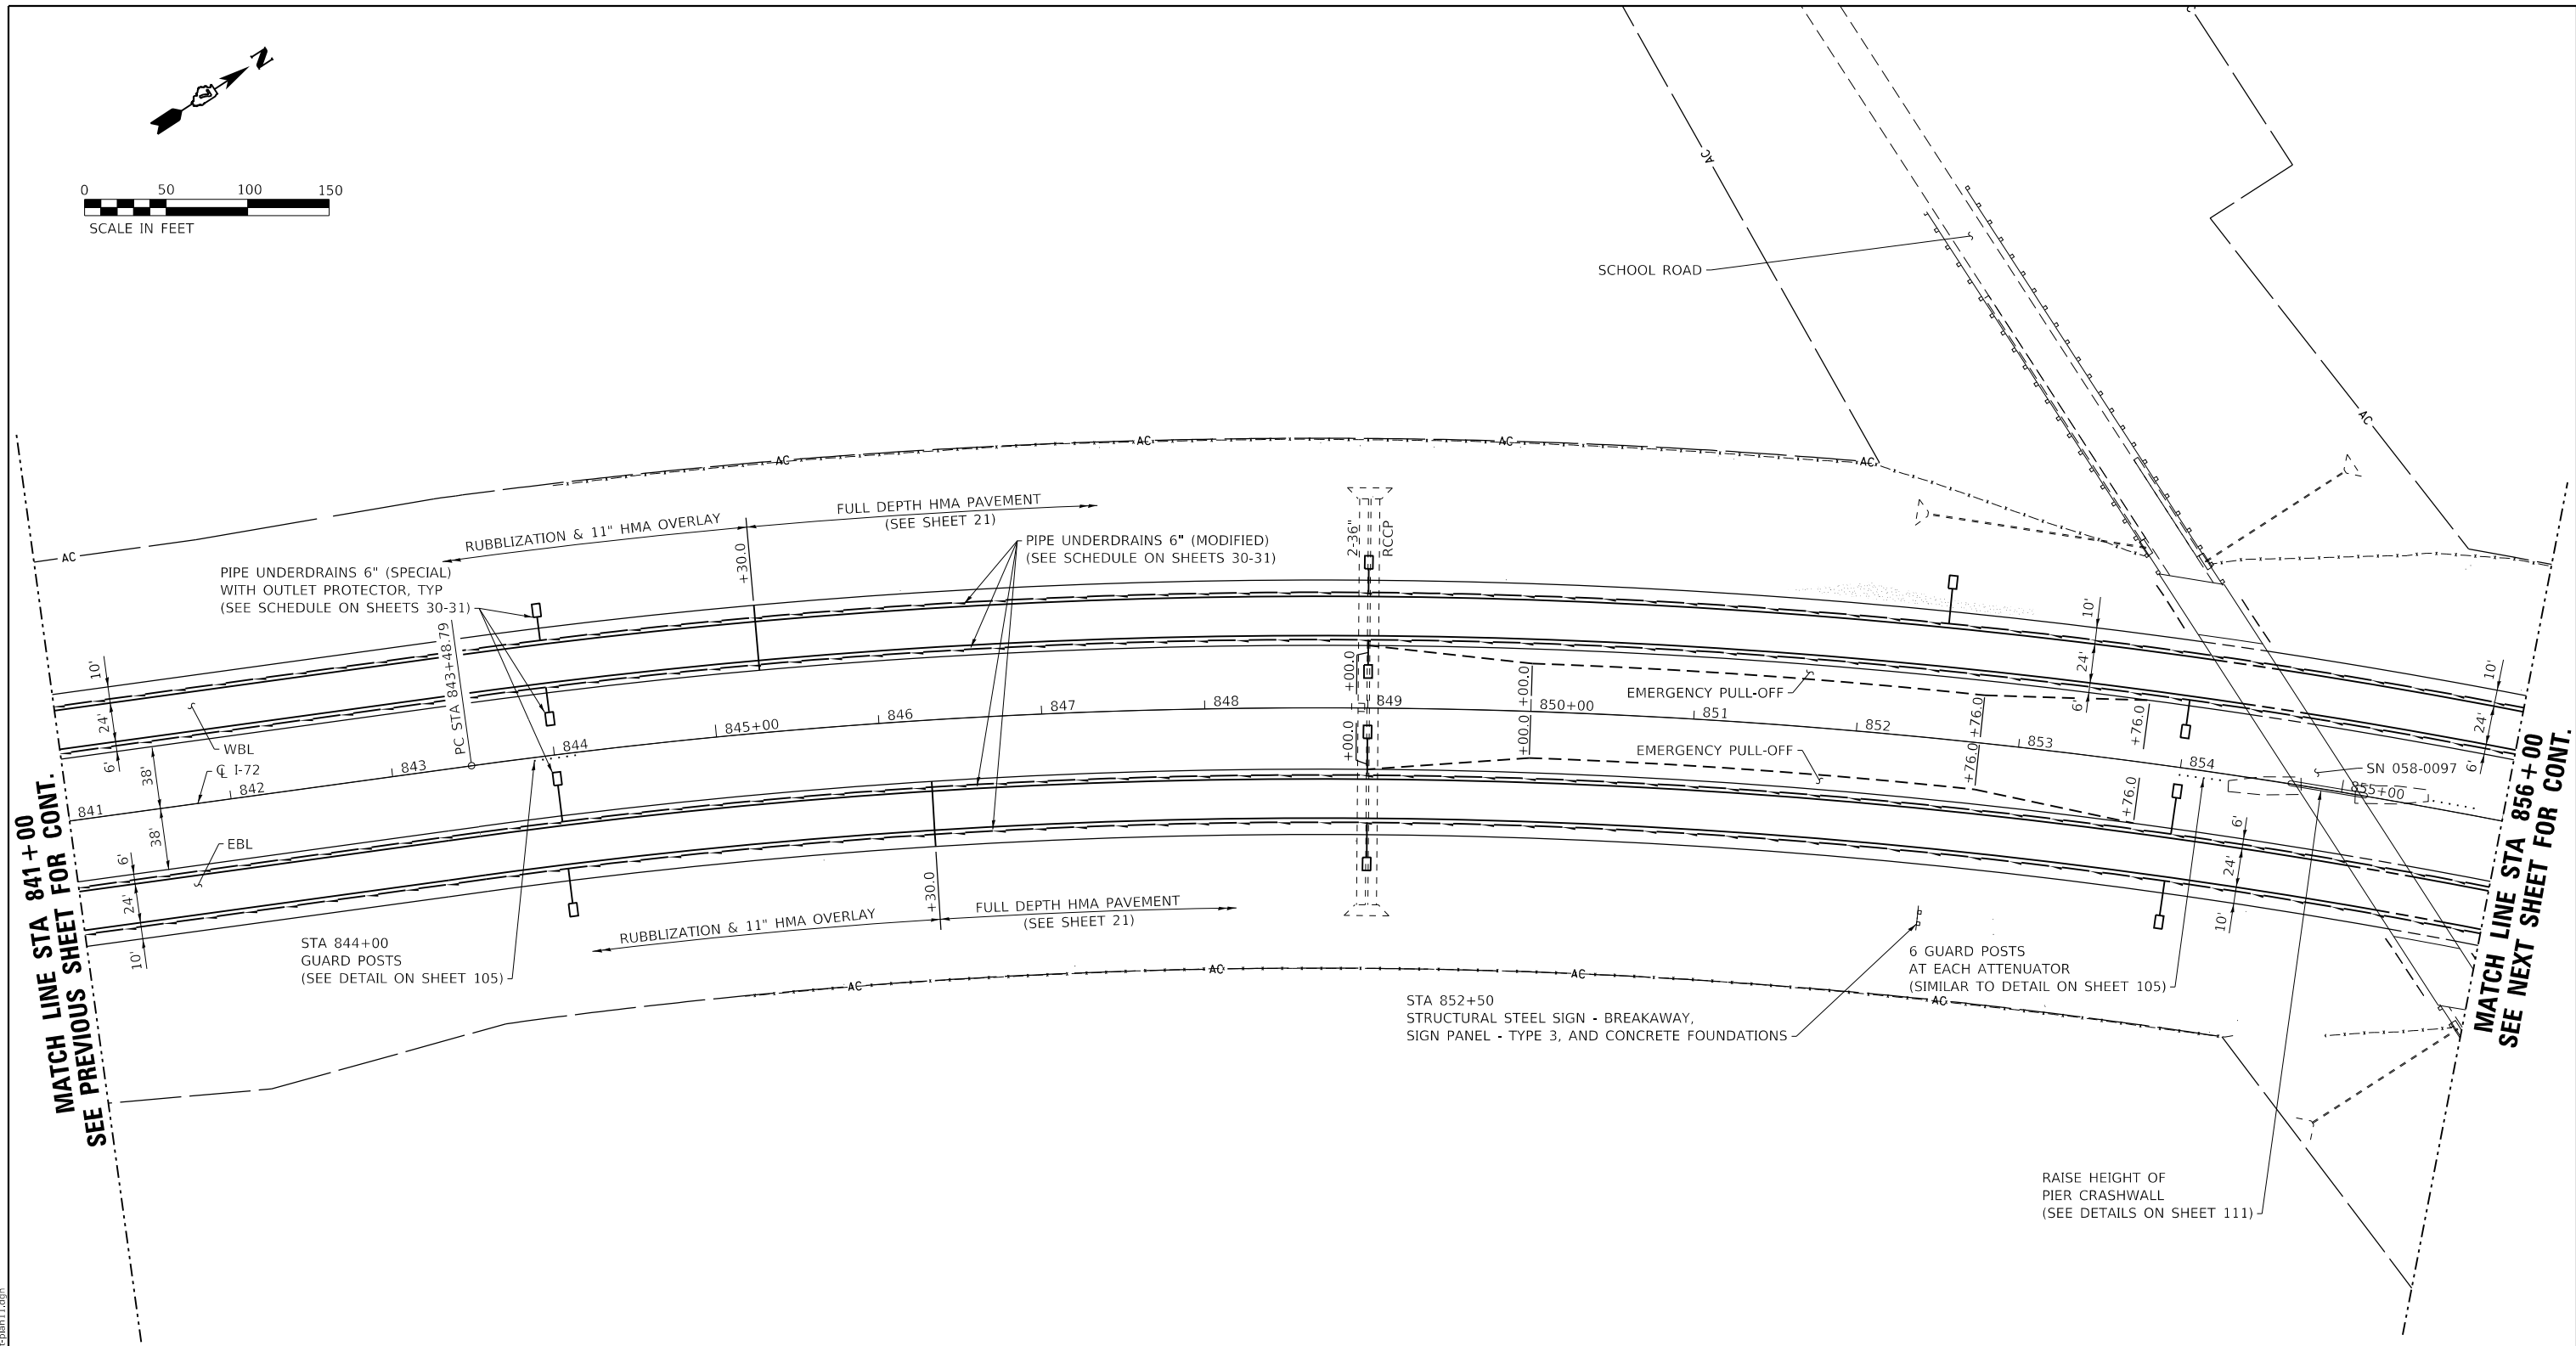 N
0 50 100 150
SCALE IN FEET
SCHOOL ROAD
AC
AC
AC
AC
AC
AC
AC
FULL DEPTH HMA PAVEMENT
(SEE SHEET 21)
RUBBLIZATION & 11" HMA OVERLAY
+30.0
2-36"
RCCP
PIPE UNDERDRAINS 6" (MODIFIED)
(SEE SCHEDULE ON SHEETS 30-31)
PIPE UNDERDRAINS 6" (SPECIAL)
WITH OUTLET PROTECTOR, TYP
(SEE SCHEDULE ON SHEETS 30-31)
PC STA 843+48.79
10'
24'
6'
38'
38'
6'
24'
10'
WBL
℄ I-72
EBL
841
842
843
844
845+00
846
847
848
849
850+00
851
852
853
854
855+00
+00.0
+00.0
+00.0
+00.0
+76.0
+76.0
+76.0
+76.0
EMERGENCY PULL-OFF
EMERGENCY PULL-OFF
10'
24'
6'
10'
24'
6'
6'
24'
10'
SN 058-0097
MATCH LINE STA 841+00
SEE PREVIOUS SHEET FOR CONT.
MATCH LINE STA 856+00
SEE NEXT SHEET FOR CONT.
+30.0
RUBBLIZATION & 11" HMA OVERLAY
FULL DEPTH HMA PAVEMENT
(SEE SHEET 21)
STA 844+00
GUARD POSTS
(SEE DETAIL ON SHEET 105)
6 GUARD POSTS
AT EACH ATTENUATOR
(SIMILAR TO DETAIL ON SHEET 105)
AC
AC
AC
AC
STA 852+50
STRUCTURAL STEEL SIGN - BREAKAWAY,
SIGN PANEL - TYPE 3, AND CONCRETE FOUNDATIONS
RAISE HEIGHT OF
PIER CRASHWALL
(SEE DETAILS ON SHEET 111)